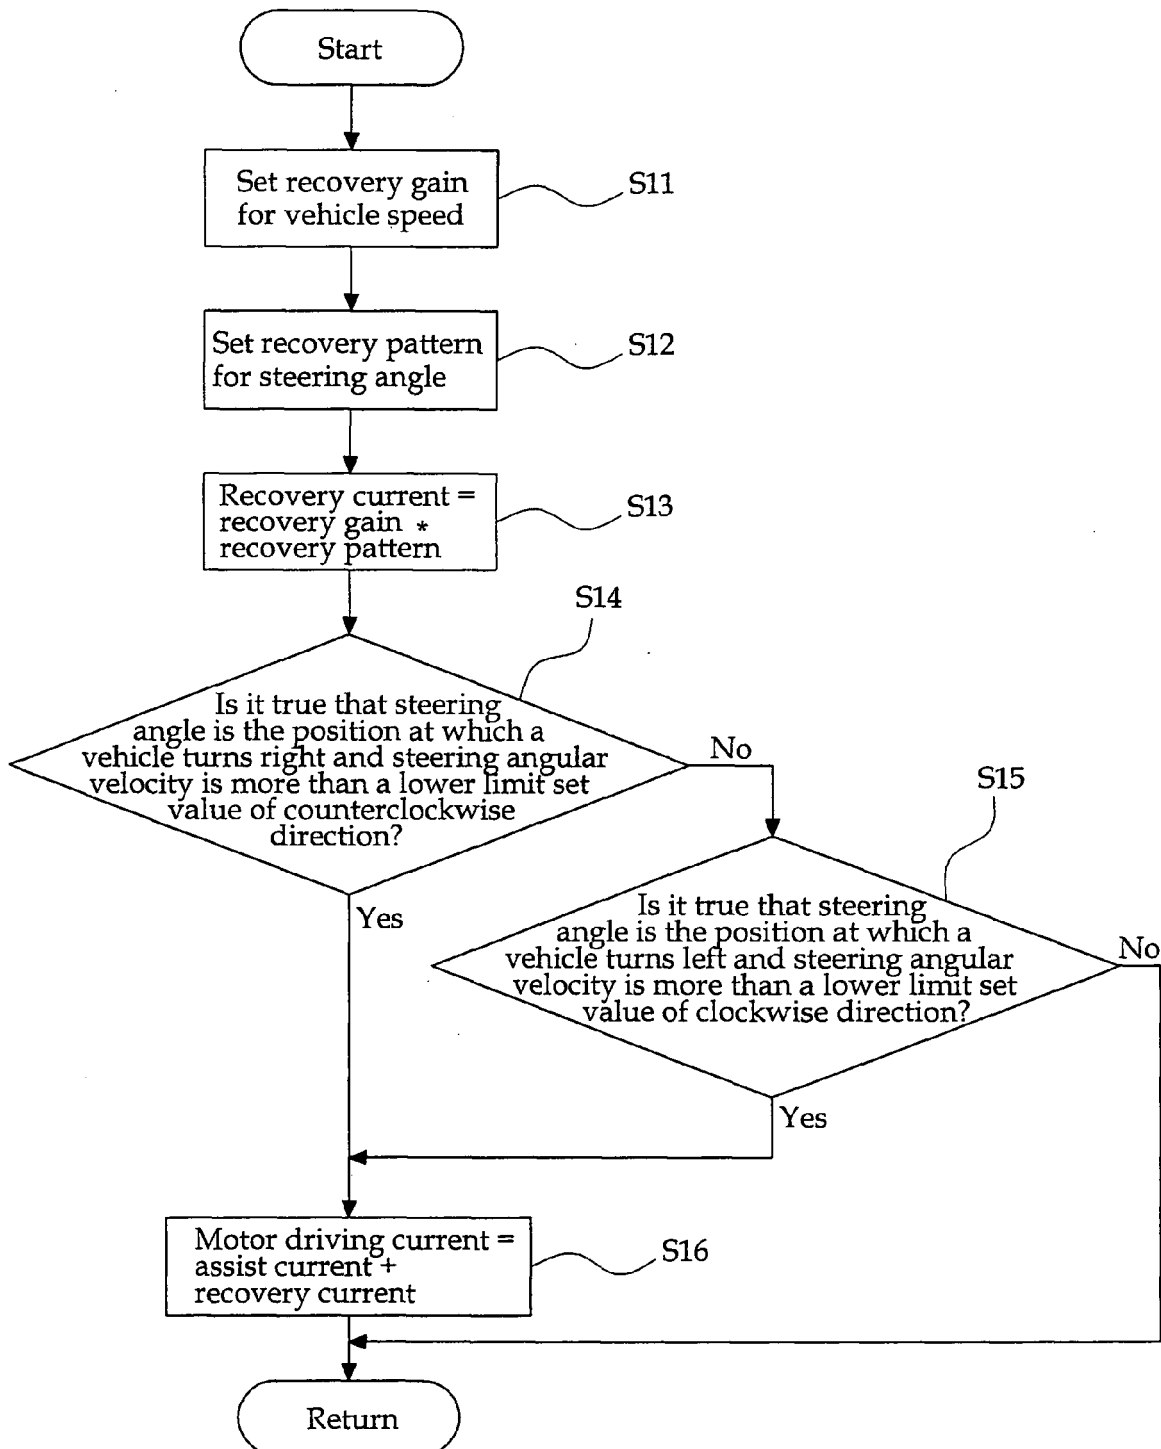 Start
Set recovery gain
for vehicle speed
S11
Set recovery pattern
for steering angle
S12
Recovery current =
recovery gain *
recovery pattern
S13
S14
Is it true that steering
angle is the position at which a
vehicle turns right and steering angular
velocity is more than a lower limit set
value of counterclockwise
direction?
No
S15
Yes
Is it true that steering
angle is the position at which a
vehicle turns left and steering angular
velocity is more than a lower limit set
value of clockwise direction?
No
Yes
Motor driving current =
assist current +
recovery current
S16
Return